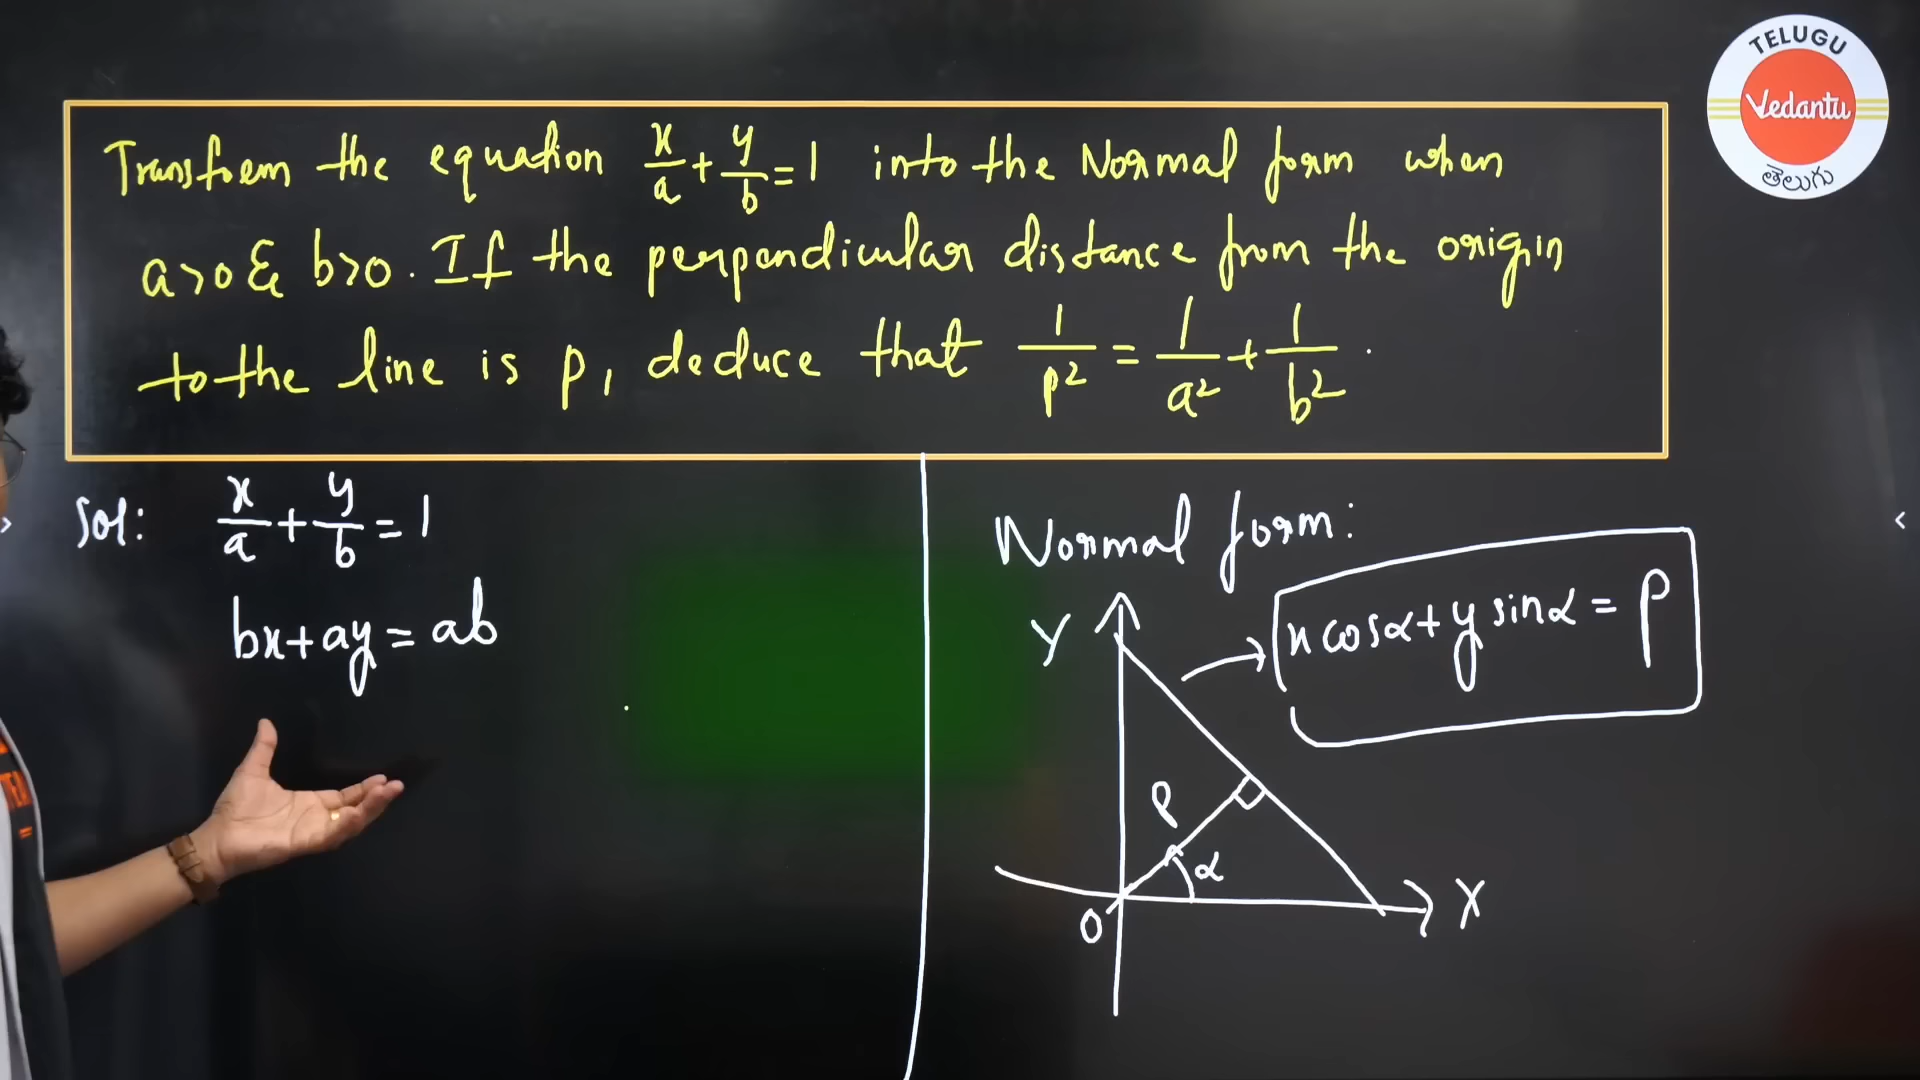 TELUGU
Vedantu
తెలుగు
Transform the equation x/a + y/b = 1 into the Normal form when
a>0 & b>0. If the perpendicular distance from the origin
to the line is p, deduce that 1/p² = 1/a² + 1/b².
Sol: x/a + y/b = 1
bx+ay = ab
Normal form:
x cosα + y sinα = p
Y
p
α
O
X